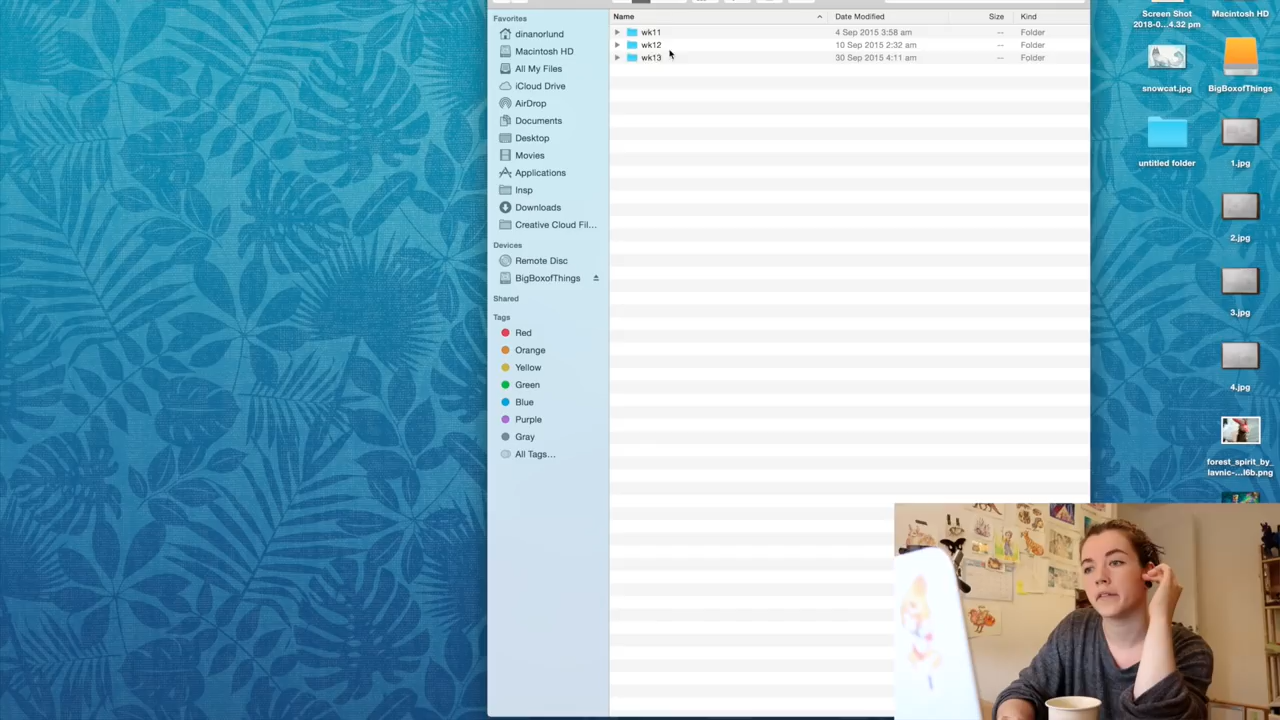 Favorites
dinanorlund
Macintosh HD
All My Files
iCloud Drive
AirDrop
Documents
Desktop
Movies
Applications
Insp
Downloads
Creative Cloud Fil...
Devices
Remote Disc
BigBoxofThings
Shared
Tags
Red
Orange
Yellow
Green
Blue
Purple
Gray
All Tags...
Name Date Modified Size Kind
wk11 4 Sep 2015 3:58 am -- Folder
wk12 10 Sep 2015 2:32 am -- Folder
wk13 30 Sep 2015 4:11 am -- Folder
Screen Shot
2018-0...4.32 pm
Macintosh HD
snowcat.jpg
BigBoxofThings
untitled folder
1.jpg
2.jpg
3.jpg
4.jpg
forest_spirit_by_
lavnic-...l6b.png